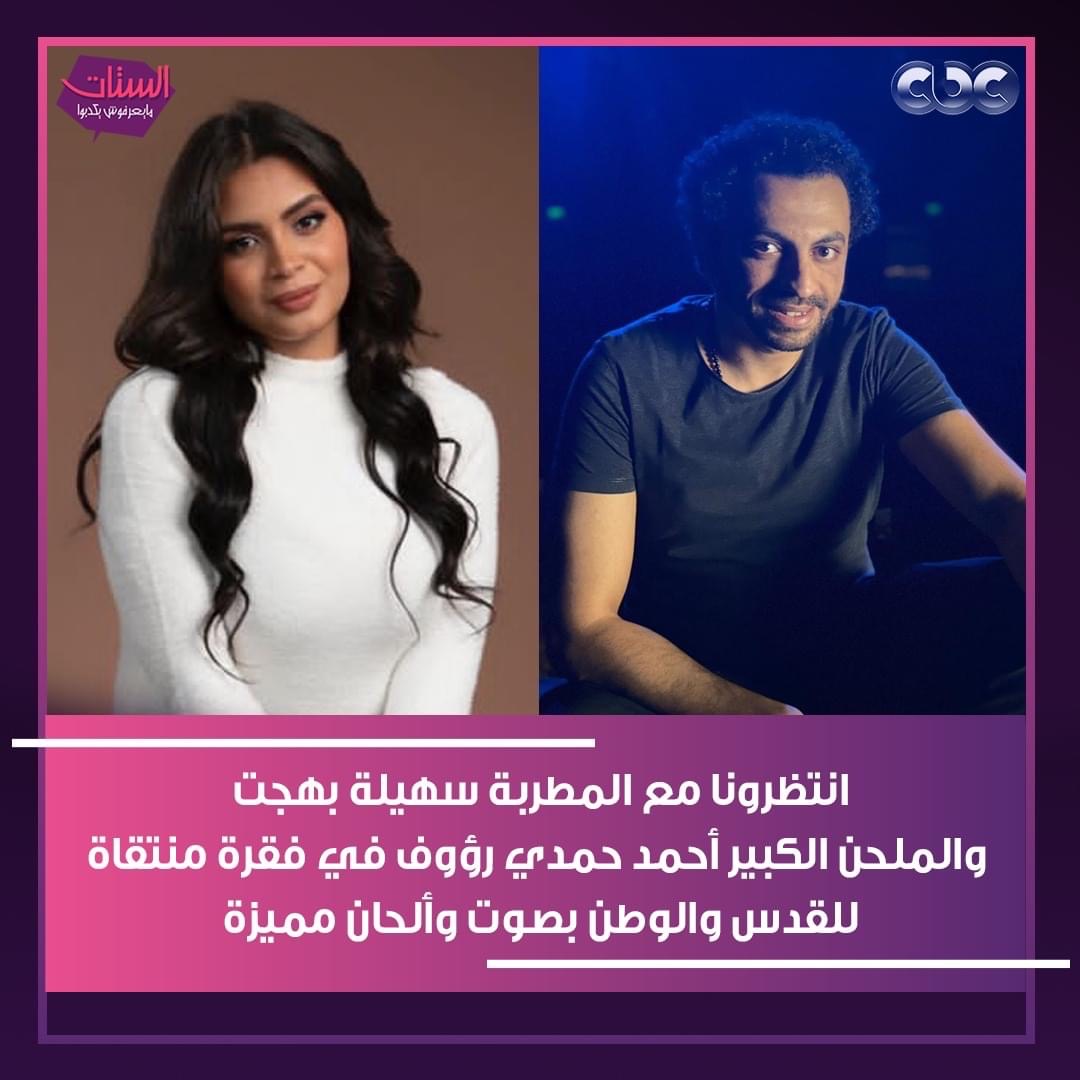 الستات
مابيعرفوش يكدبوا
cbc
انتظرونا مع المطربة سهيلة بهجت
والملحن الكبير أحمد حمدي رؤوف في فقرة منتقاة
للقدس والوطن بصوت وألحان مميزة